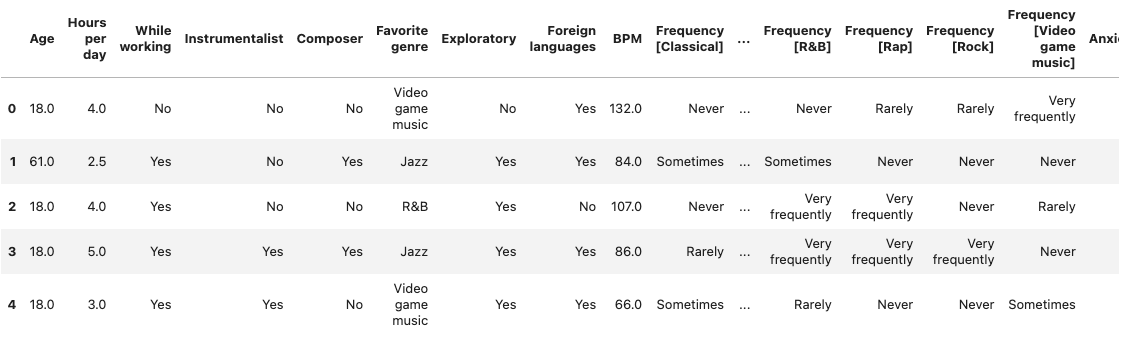 Age Hours per day While working Instrumentalist Composer Favorite genre Exploratory Foreign languages BPM Frequency [Classical] ... Frequency [R&B] Frequency [Rap] Frequency [Rock] Frequency [Video game music]
0 18.0 4.0 No No No Video game music No Yes 132.0 Never ... Never Rarely Rarely Very frequently
1 61.0 2.5 Yes No Yes Jazz Yes Yes 84.0 Sometimes ... Sometimes Never Never Never
2 18.0 4.0 Yes No No R&B Yes No 107.0 Never ... Very frequently Very frequently Never Rarely
3 18.0 5.0 Yes Yes Yes Jazz Yes Yes 86.0 Rarely ... Very frequently Very frequently Very frequently Never
4 18.0 3.0 Yes Yes No Video game music Yes Yes 66.0 Sometimes ... Rarely Never Never Sometimes